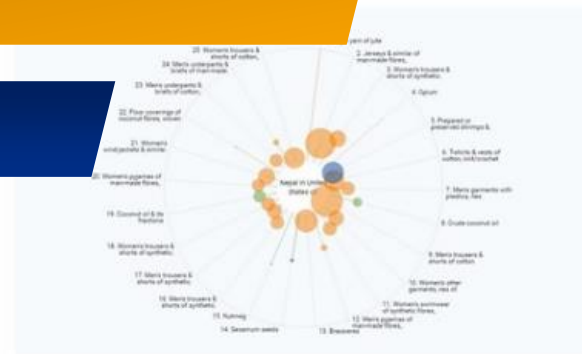 yarn of jute
2. Jerseys & similar of
man-made fibres,
3. Women's trousers &
shorts of synthetic
4. Opium
5. Prepared or
preserved shrimps &
6. T-shirts & vests of
cotton, knit/crochet
7. Men's garments with
plastics, nes
8. Crude coconut oil
9. Men's trousers &
shorts of cotton
10. Women's other
garments, nes of
11. Women's swimwear
of synthetic fibres,
12. Men's pyjamas of
man-made fibres,
13. Brassieres
14. Sesamum seeds
15. Nutmeg
16. Men's trousers &
shorts of synthetic,
17. Men's trousers &
shorts of synthetic,
18. Women's trousers &
shorts of synthetic,
19. Coconut oil & its
fractions
20. Women's pyjamas of
man-made fibres,
21. Women's
windjackets & similar
22. Floor coverings of
coconut fibres, woven
23. Men's underpants &
briefs of cotton,
24. Men's underpants &
briefs of man-made
25. Women's trousers &
shorts of cotton,
Nepal in United
States of